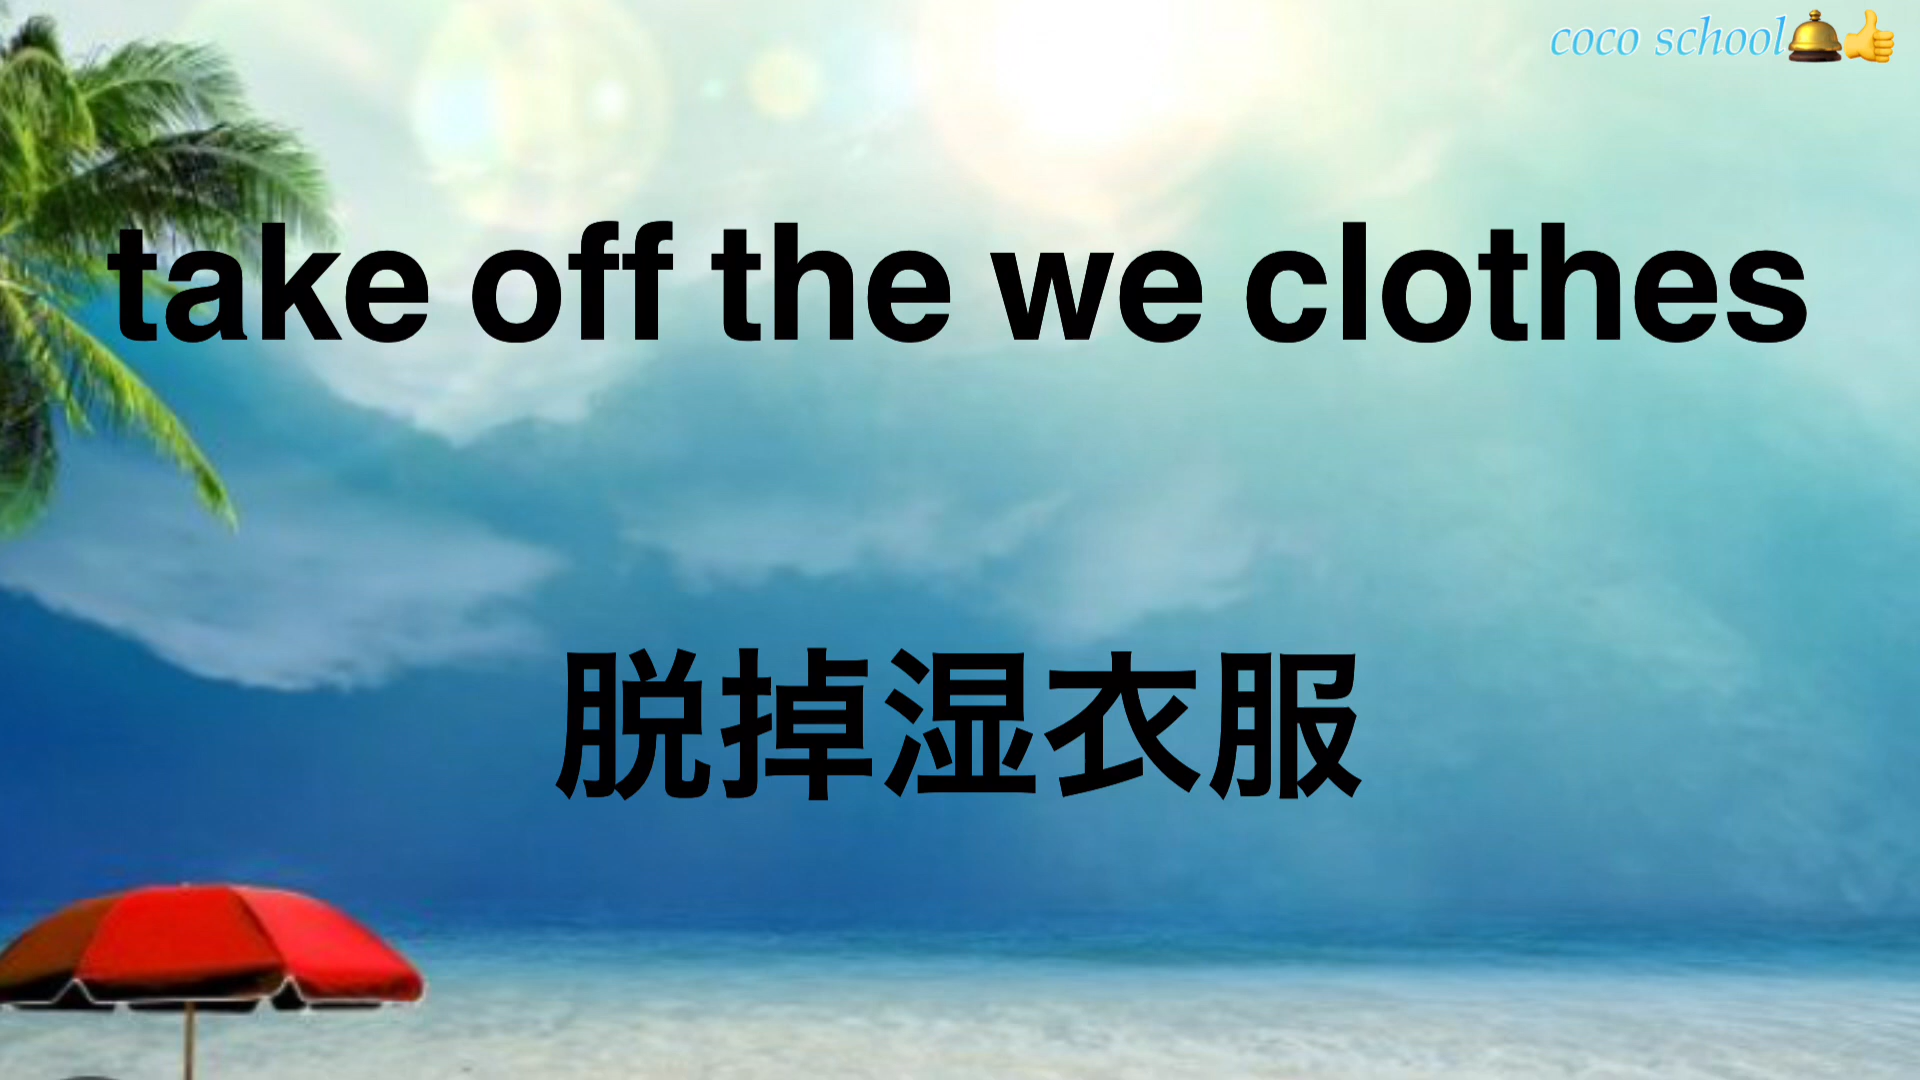 coco school🛎👍
take off the we clothes
脱掉湿衣服